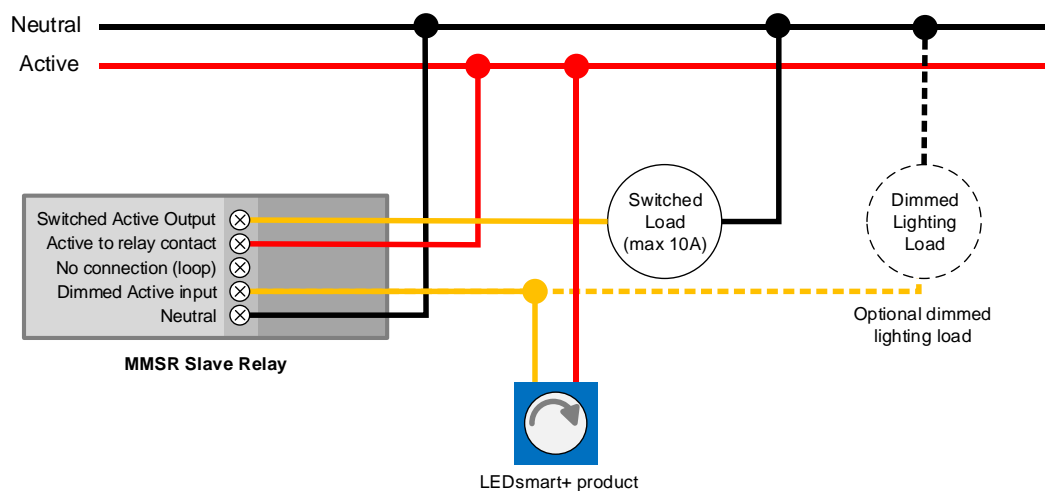 Neutral
Active
Switched Active Output
Active to relay contact
No connection (loop)
Dimmed Active input
Neutral
MMSR Slave Relay
Switched
Load
(max 10A)
Dimmed
Lighting
Load
Optional dimmed
lighting load
LEDsmart+ product